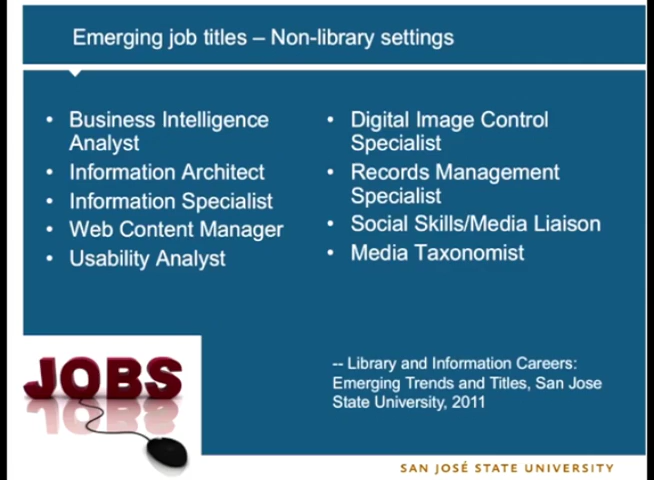 Emerging job titles – Non-library settings
• Business Intelligence
Analyst
• Information Architect
• Information Specialist
• Web Content Manager
• Usability Analyst
• Digital Image Control
Specialist
• Records Management
Specialist
• Social Skills/Media Liaison
• Media Taxonomist
JOBS
-- Library and Information Careers:
Emerging Trends and Titles, San Jose
State University, 2011
SAN JOSÉ STATE UNIVERSITY